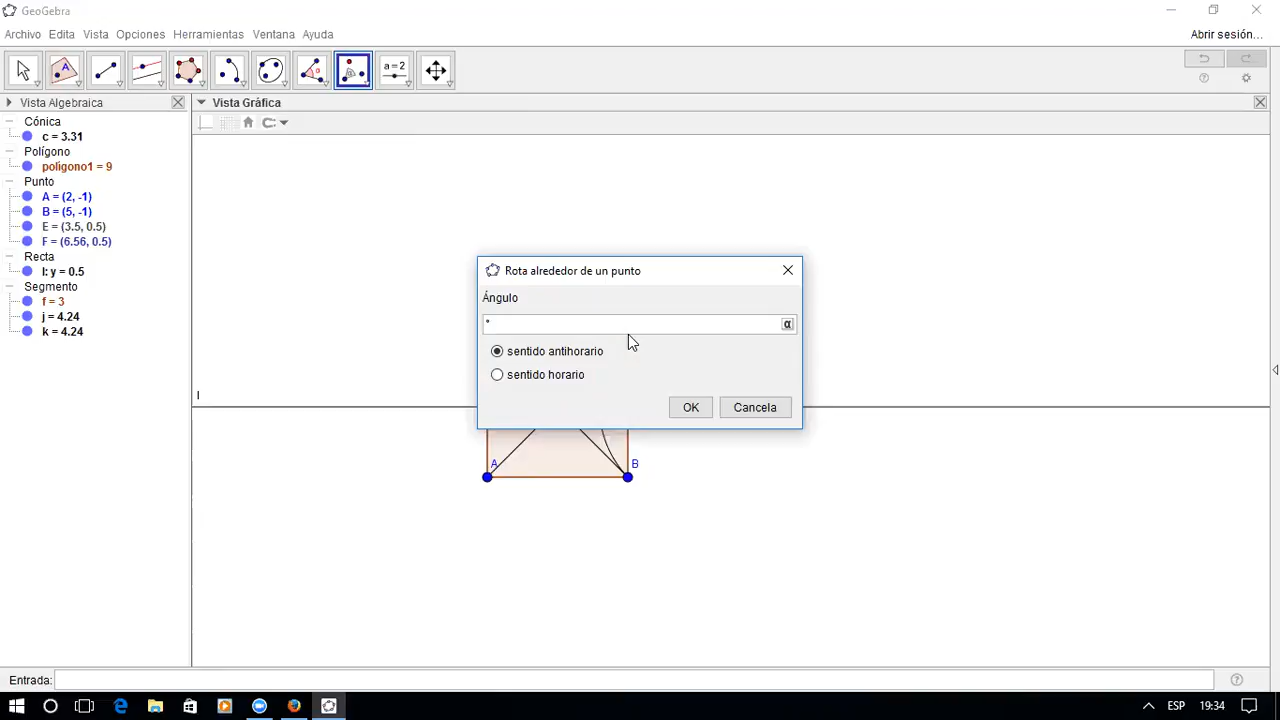 GeoGebra
Archivo Edita Vista Opciones Herramientas Ventana Ayuda
Abrir sesión...
A
a = 2
Vista Algebraica
Vista Gráfica
Cónica
c = 3.31
Polígono
polígono1 = 9
Punto
A = (2, -1)
B = (5, -1)
E = (3.5, 0.5)
F = (6.56, 0.5)
Recta
l: y = 0.5
Segmento
f = 3
j = 4.24
k = 4.24
Rota alrededor de un punto
Ángulo
°
α
sentido antihorario
sentido horario
OK Cancela
l
A B
Entrada:
ESP 19:34